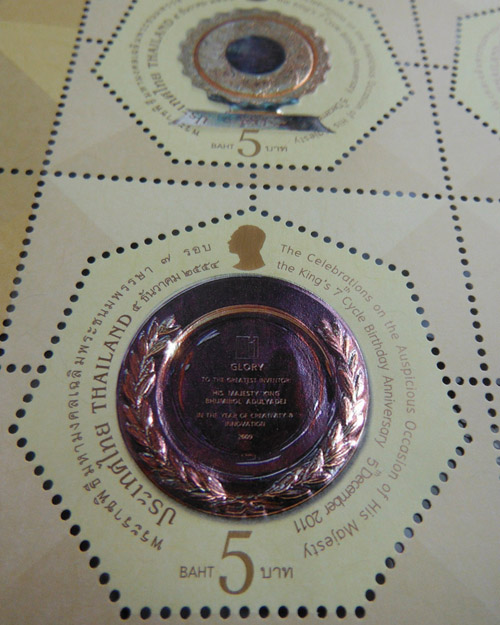 THAILAND
BAHT 5 บาท
พระราชพิธีมหามงคลเฉลิมพระชนมพรรษา ๗ รอบ
๕ ธันวาคม ๒๕๕๔
ประเทศไทย THAILAND
The Celebrations on the Auspicious Occasion of His Majesty
the King's 7th Cycle Birthday Anniversary 5th December 2011
GLORY
TO THE GREATEST INVENTOR
HIS MAJESTY KING
BHUMIBOL ADULYADEJ
IN THE YEAR OF CREATIVITY &
INNOVATION
2009
BAHT 5 บาท